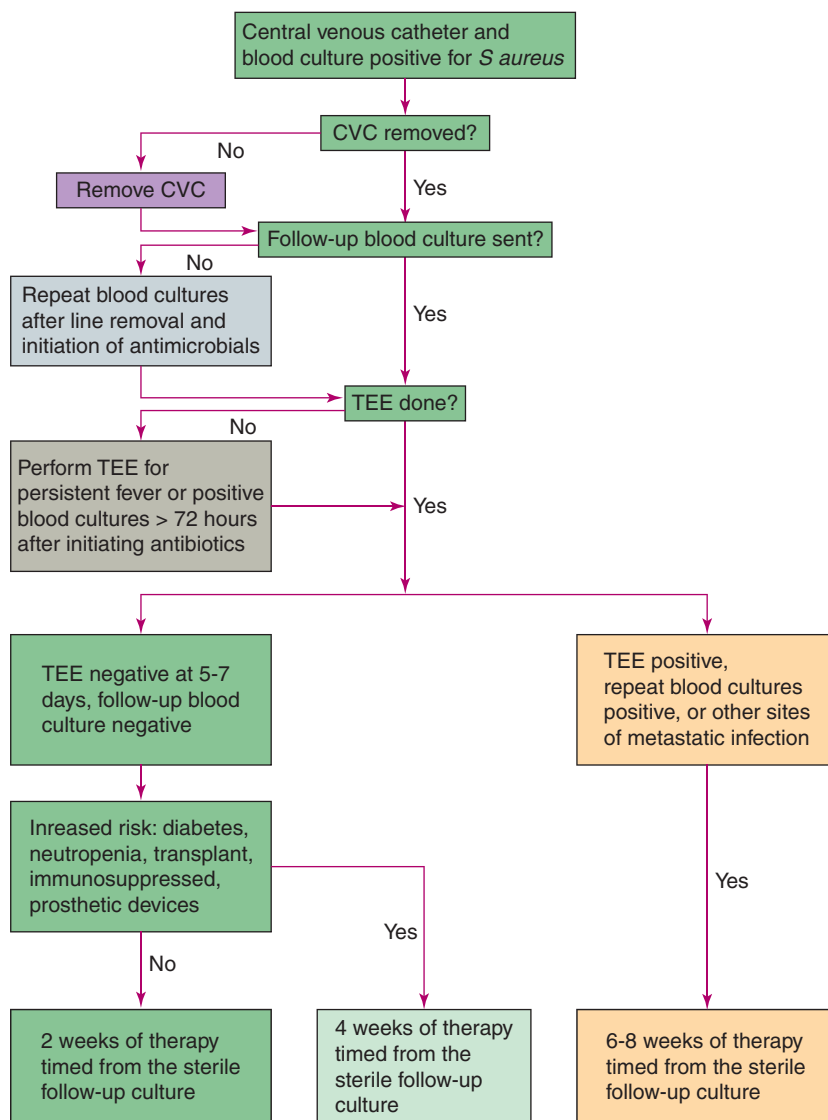 Central venous catheter and
blood culture positive for S aureus
CVC removed?
No
Yes
Remove CVC
Follow-up blood culture sent?
No
Yes
Repeat blood cultures
after line removal and
initiation of antimicrobials
TEE done?
No
Yes
Perform TEE for
persistent fever or positive
blood cultures > 72 hours
after initiating antibiotics
TEE negative at 5-7
days, follow-up blood
culture negative
TEE positive,
repeat blood cultures
positive, or other sites
of metastatic infection
Inreased risk: diabetes,
neutropenia, transplant,
immunosuppressed,
prosthetic devices
No
Yes
Yes
2 weeks of therapy
timed from the sterile
follow-up culture
4 weeks of therapy
timed from the
sterile follow-up
culture
6-8 weeks of therapy
timed from the sterile
follow-up culture